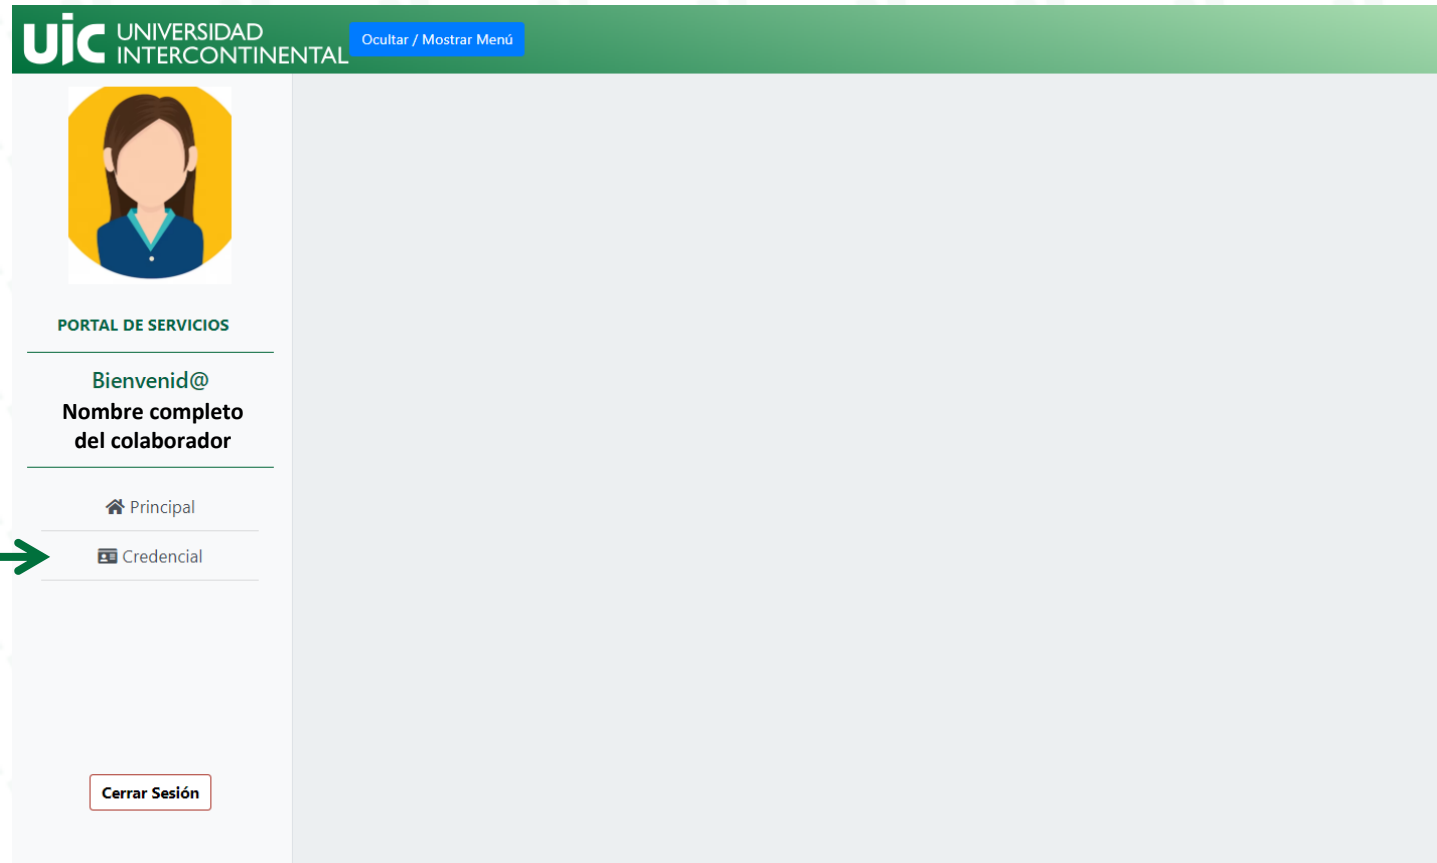 uic UNIVERSIDAD
INTERCONTINENTAL
Ocultar / Mostrar Menú
PORTAL DE SERVICIOS
Bienvenid@
Nombre completo
del colaborador
Principal
Credencial
Cerrar Sesión